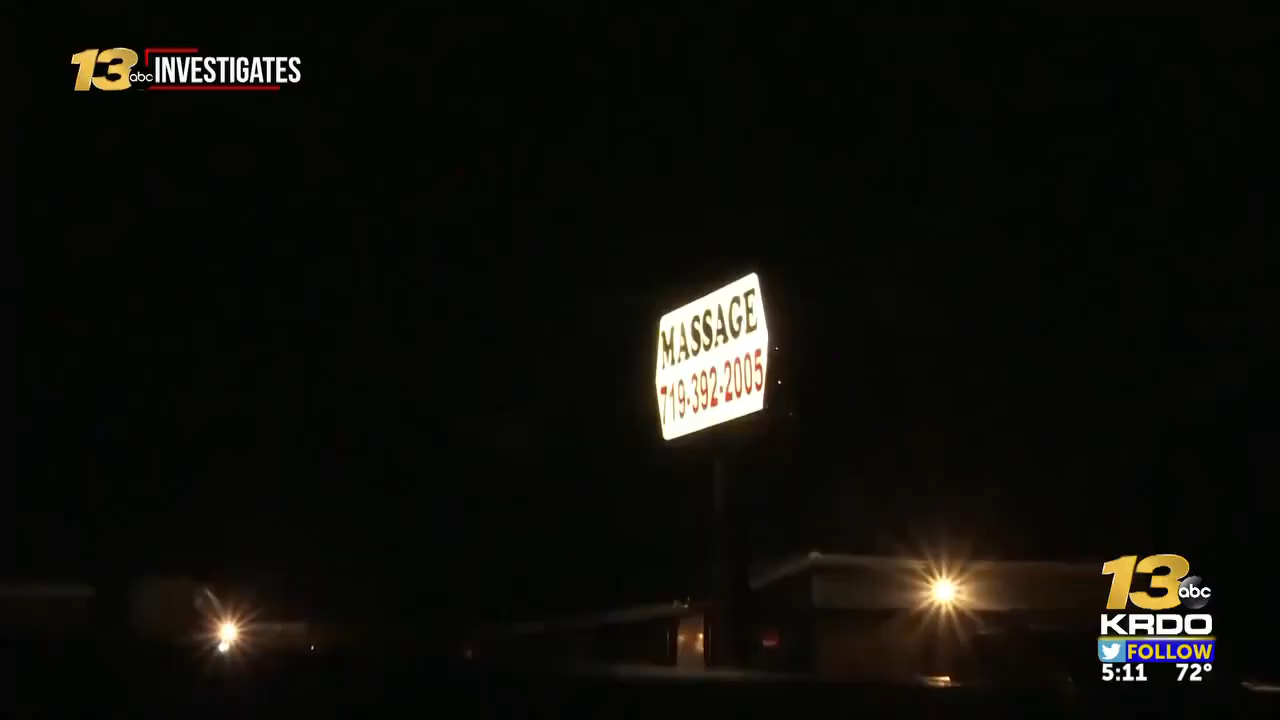 13 abc INVESTIGATES
MASSAGE
719-392-2005
13 abc
KRDO
FOLLOW
5:11 72°